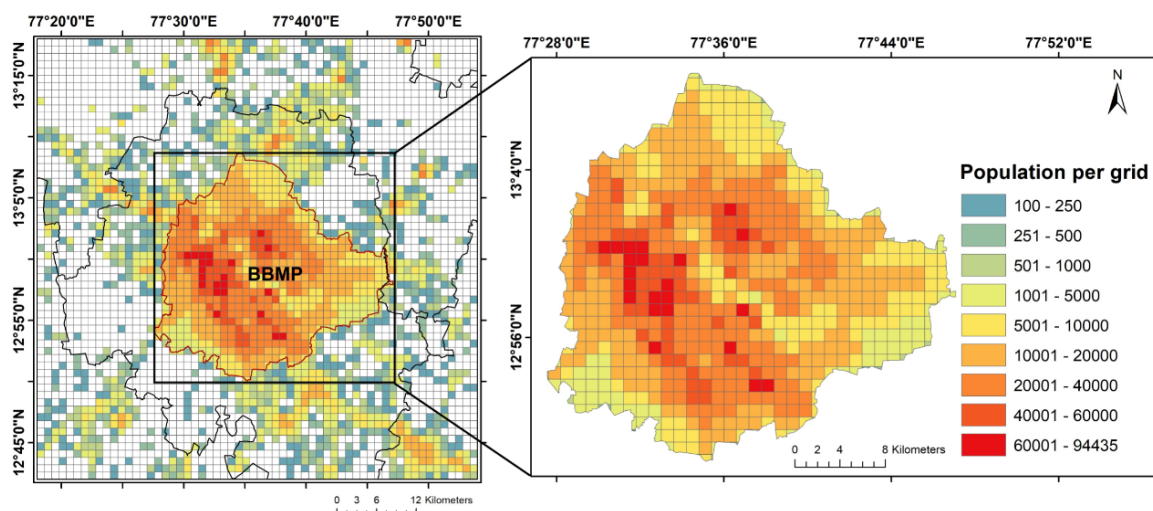 77°20'0"E 77°30'0"E 77°40'0"E 77°50'0"E
13°15'0"N
13°5'0"N
12°55'0"N
12°45'0"N
BBMP
0 3 6 12 Kilometers
77°28'0"E 77°36'0"E 77°44'0"E 77°52'0"E
13°4'0"N
12°56'0"N
N
Population per grid
100 - 250
251 - 500
501 - 1000
1001 - 5000
5001 - 10000
10001 - 20000
20001 - 40000
40001 - 60000
60001 - 94435
0 2 4 8 Kilometers